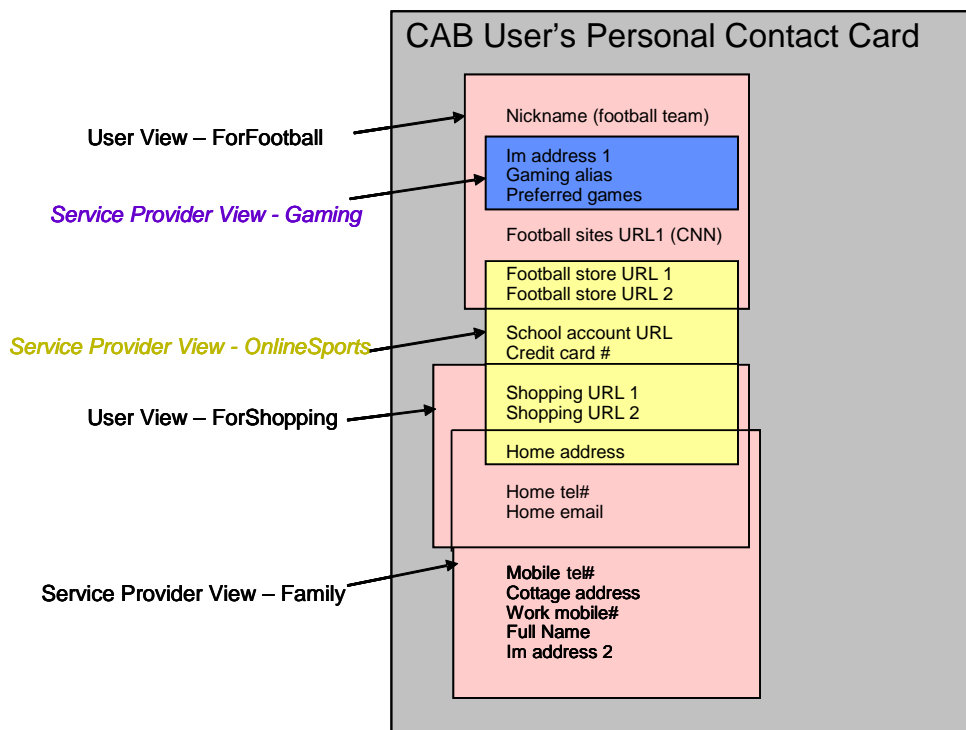 CAB User's Personal Contact Card
Nickname (football team)
User View – ForFootball
Im address 1
Gaming alias
Preferred games
Service Provider View - Gaming
Football sites URL1 (CNN)
Football store URL 1
Football store URL 2
School account URL
Service Provider View - OnlineSports
Credit card #
Shopping URL 1
Shopping URL 2
User View – ForShopping
Home address
Home tel#
Home email
Mobile tel#
Service Provider View – Family
Cottage address
Work mobile#
Full Name
Im address 2